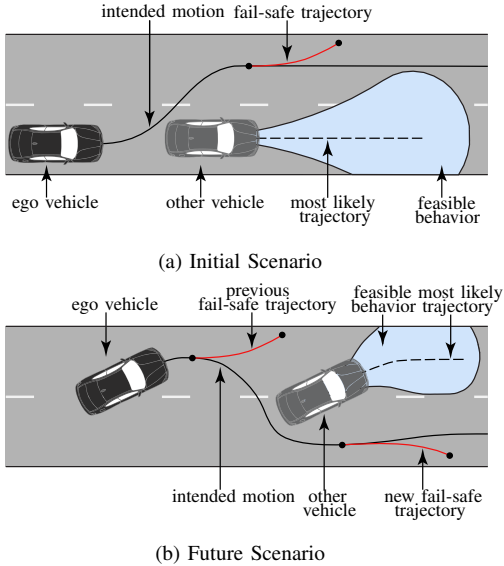 intended motion fail-safe trajectory
ego vehicle other vehicle most likely trajectory feasible behavior
(a) Initial Scenario
ego vehicle previous fail-safe trajectory feasible behavior most likely trajectory
intended motion other vehicle new fail-safe trajectory
(b) Future Scenario